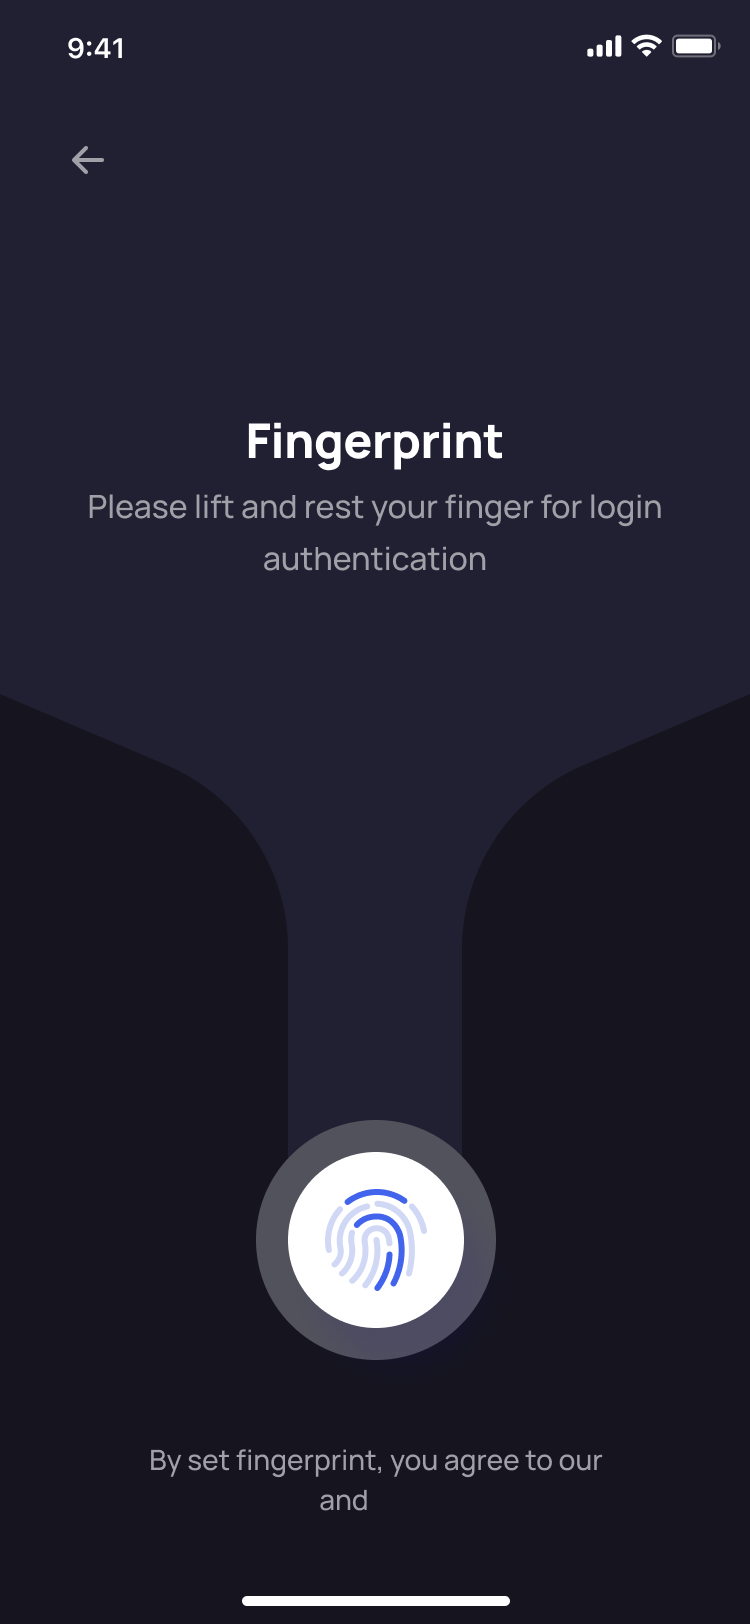 9:41
Fingerprint
Please lift and rest your finger for login
authentication
By set fingerprint, you agree to our
and